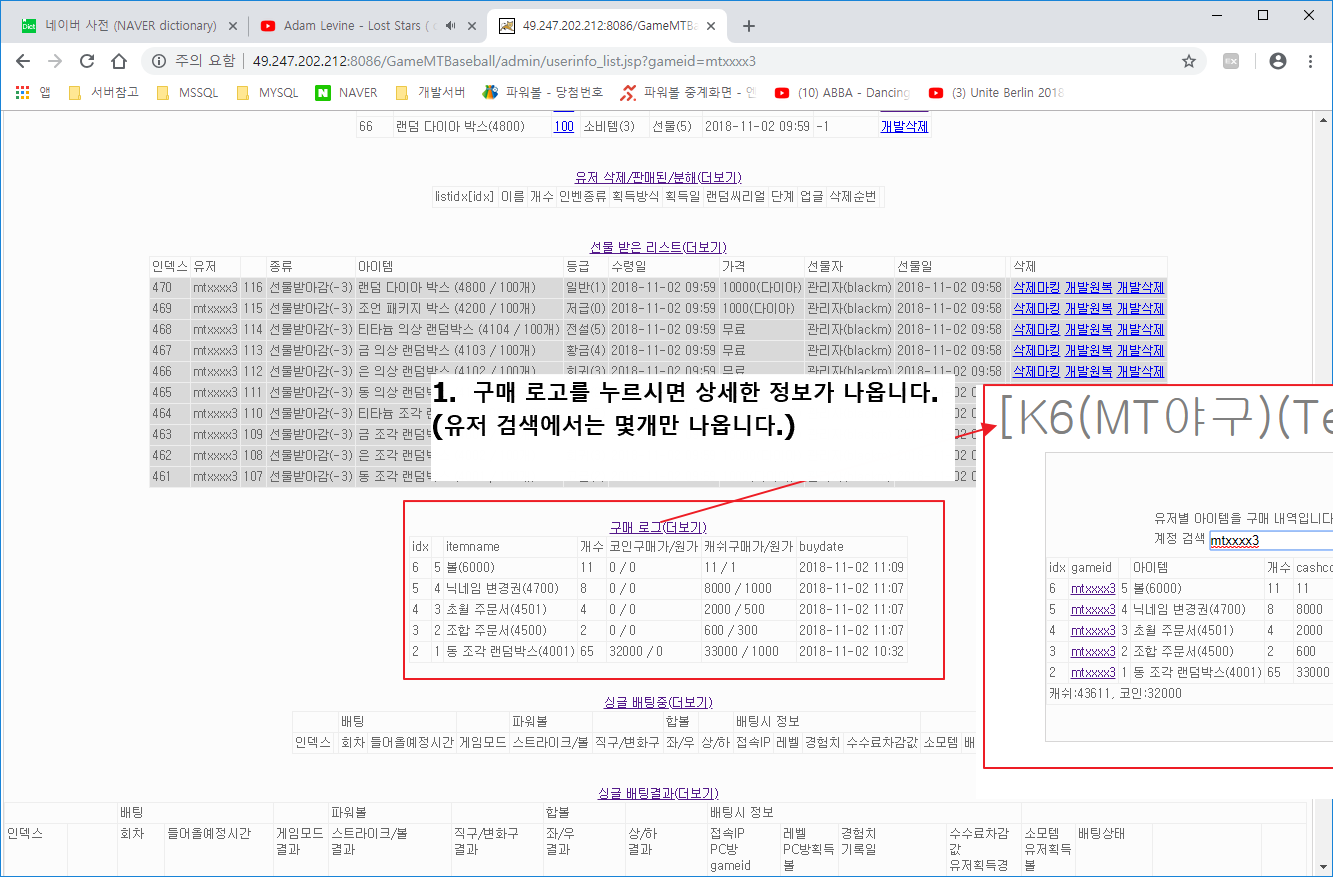 네이버 사전 (NAVER dictionary)
Adam Levine - Lost Stars (
49.247.202.212:8086/GameMTBa
주의 요함
49.247.202.212:8086/GameMTBaseball/admin/userinfo_list.jsp?gameid=mtxxxx3
앱 서버참고 MSSQL MYSQL NAVER 개발서버 파워볼 - 당첨번호 파워볼 중계화면 - (10) ABBA - Dancing (3) Unite Berlin 2018
66 랜덤 다이아 박스(4800) 100 소비템(3) 선물(5) 2018-11-02 09:59 -1 개발삭제
유저 삭제/판매된/분해(더보기)
listidx[idx] 이름 개수 인벤종류 획득방식 획득일 랜덤씨리얼 단계 업글 삭제순번
선물 받은 리스트(더보기)
인덱스 유저 종류 아이템 등급 수령일 가격 선물자 선물일 삭제
470 mtxxxx3 116 선물받아감(-3) 랜덤 다이아 박스 (4800 / 100개) 일반(1) 2018-11-02 09:59 10000(다이아) 관리자(blackm) 2018-11-02 09:58 삭제마킹 개발원복 개발삭제
469 mtxxxx3 115 선물받아감(-3) 조언 패키지 박스 (4200 / 100개) 저급(0) 2018-11-02 09:59 1000(다이아) 관리자(blackm) 2018-11-02 09:58 삭제마킹 개발원복 개발삭제
468 mtxxxx3 114 선물받아감(-3) 티타늄 의상 랜덤박스 (4104 / 100개) 전설(5) 2018-11-02 09:59 무료 관리자(blackm) 2018-11-02 09:58 삭제마킹 개발원복 개발삭제
467 mtxxxx3 113 선물받아감(-3) 금 의상 랜덤박스 (4103 / 100개) 황금(4) 2018-11-02 09:59 무료 관리자(blackm) 2018-11-02 09:58 삭제마킹 개발원복 개발삭제
466 mtxxxx3 112 선물받아감(-3) 은 의상 랜덤박스 (4102 / 100개) 희귀(3) 2018-11-02 09:59 무료 관리자(blackm) 2018-11-02 09:58 삭제마킹 개발원복 개발삭제
465 mtxxxx3 111 선물받아감(-3) 동 의상 랜덤
464 mtxxxx3 110 선물받아감(-3) 티타늄 조각
463 mtxxxx3 109 선물받아감(-3) 금 조각 랜덤
462 mtxxxx3 108 선물받아감(-3) 은 조각 랜덤
461 mtxxxx3 107 선물받아감(-3) 동 조각 랜덤
1. 구매 로고를 누르시면 상세한 정보가 나옵니다.
(유저 검색에서는 몇개만 나옵니다.)
구매 로그(더보기)
idx itemname 개수 코인구매가/원가 캐쉬구매가/원가 buydate
6 5 볼(6000) 11 0 / 0 11 / 1 2018-11-02 11:09
5 4 닉네임 변경권(4700) 8 0 / 0 8000 / 1000 2018-11-02 11:07
4 3 초월 주문서(4501) 4 0 / 0 2000 / 500 2018-11-02 11:07
3 2 조합 주문서(4500) 2 0 / 0 600 / 300 2018-11-02 11:07
2 1 동 조각 랜덤박스(4001) 65 32000 / 0 33000 / 1000 2018-11-02 10:32
[K6(MT야구)(Te
유저별 아이템을 구매 내역입니다
계정 검색 mtxxxx3
idx gameid 아이템 개수 cashco
6 mtxxxx3 5 볼(6000) 11 11
5 mtxxxx3 4 닉네임 변경권(4700) 8 8000
4 mtxxxx3 3 초월 주문서(4501) 4 2000
3 mtxxxx3 2 조합 주문서(4500) 2 600
2 mtxxxx3 1 동 조각 랜덤박스(4001) 65 33000
캐쉬:43611, 코인:32000
싱글 배팅중(더보기)
배팅 파워볼 합볼 배팅시 정보
인덱스 회차 들어올예정시간 게임모드 스트라이크/볼 직구/변화구 좌/우 상/하 접속IP 레벨 경험치 수수료차감값 소모템 배
싱글 배팅결과(더보기)
배팅 파워볼 합볼 배팅시 정보
인덱스 회차 들어올예정시간 게임모드 스트라이크/볼 직구/변화구 좌/우 상/하 접속IP 레벨 경험치 수수료차감 소모템 배팅상태
결과 결과 결과 결과 결과 PC방 PC방획득 기록일 값 유저획득
gameid 볼 유저획득경 볼